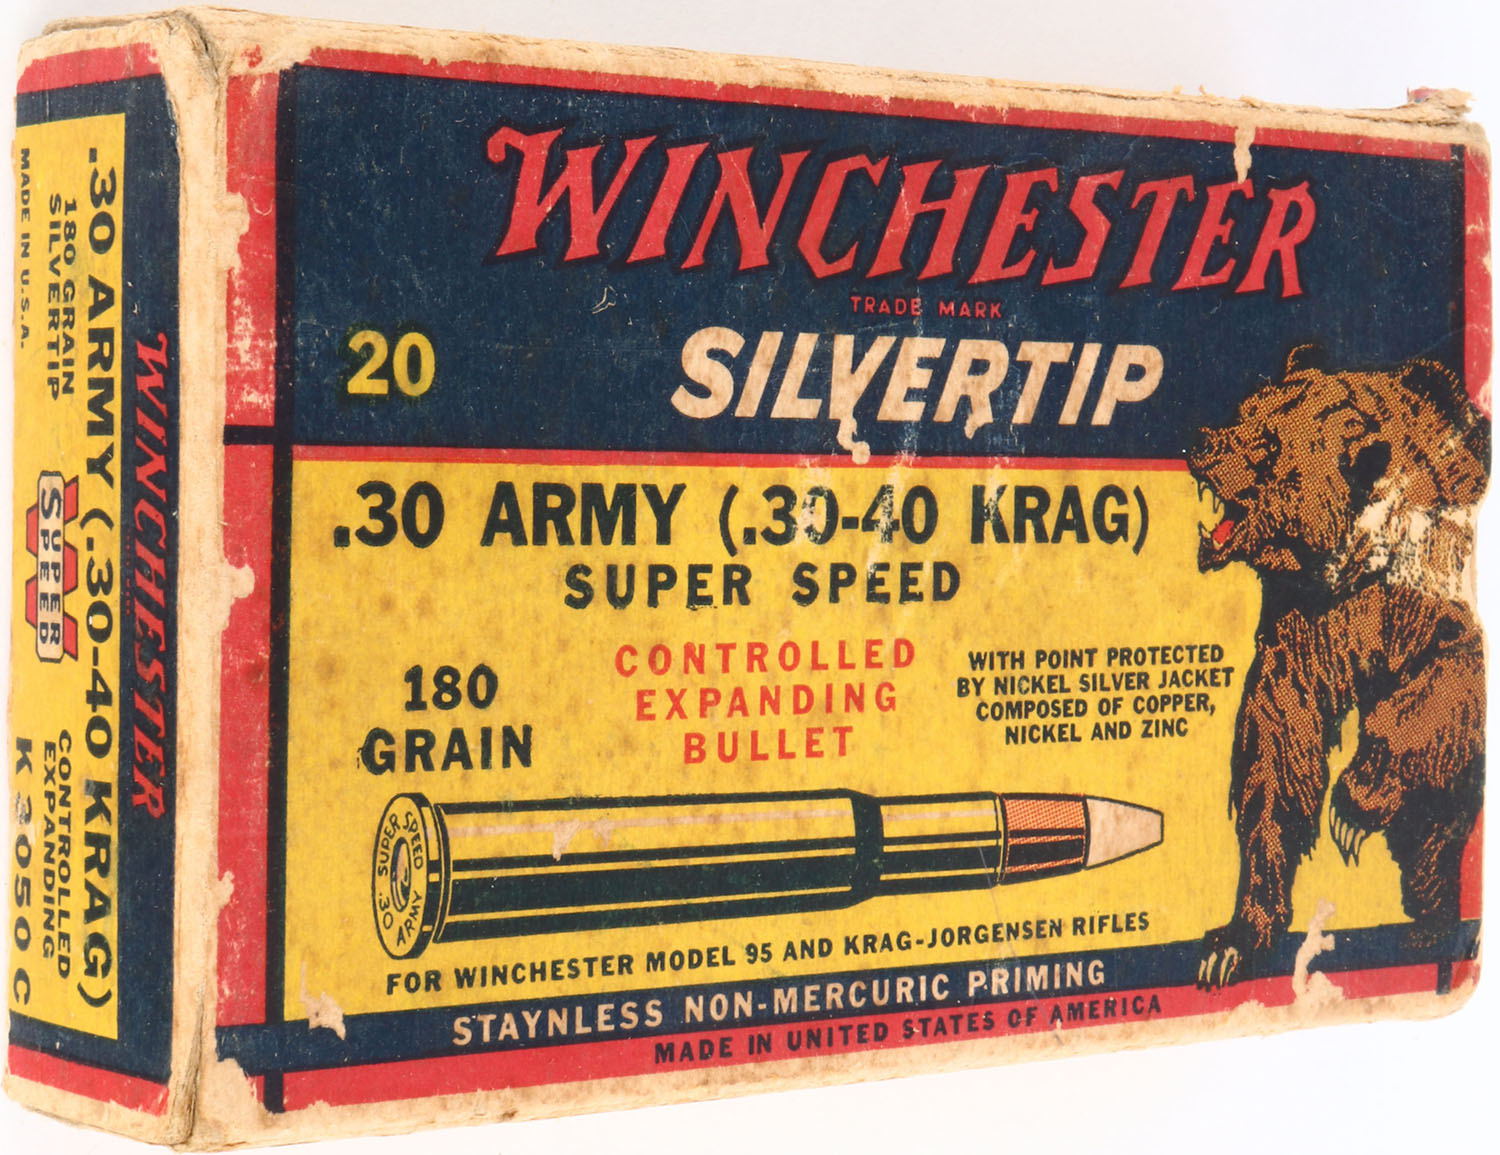 WINCHESTER
TRADE MARK
SILVERTIP
20
.30 ARMY (.30-40 KRAG)
SUPER SPEED
180
GRAIN
CONTROLLED
EXPANDING
BULLET
WITH POINT PROTECTED
BY NICKEL SILVER JACKET
COMPOSED OF COPPER,
NICKEL AND ZINC
SUPER SPEED
.30 ARMY
FOR WINCHESTER MODEL 95 AND KRAG-JORGENSEN RIFLES
STAYNLESS NON-MERCURIC PRIMING
MADE IN UNITED STATES OF AMERICA
WINCHESTER
.30 ARMY (.30-40 KRAG)
180 GRAIN
SILVERTIP
MADE IN U.S.A.
W
SUPER
SPEED
CONTROLLED
EXPANDING
K 3050 C